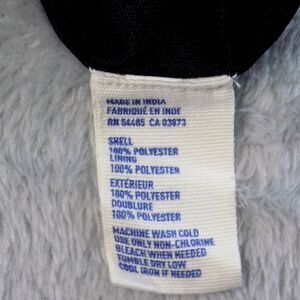 MADE IN INDIA
FABRIQUÉ EN INDE
RN 54485 CA 03873
SHELL
100% POLYESTER
LINING
100% POLYESTER
EXTÉRIEUR
100% POLYESTER
DOUBLURE
100% POLYESTER
MACHINE WASH COLD
USE ONLY NON-CHLORINE
BLEACH WHEN NEEDED
TUMBLE DRY LOW
COOL IRON IF NEEDED